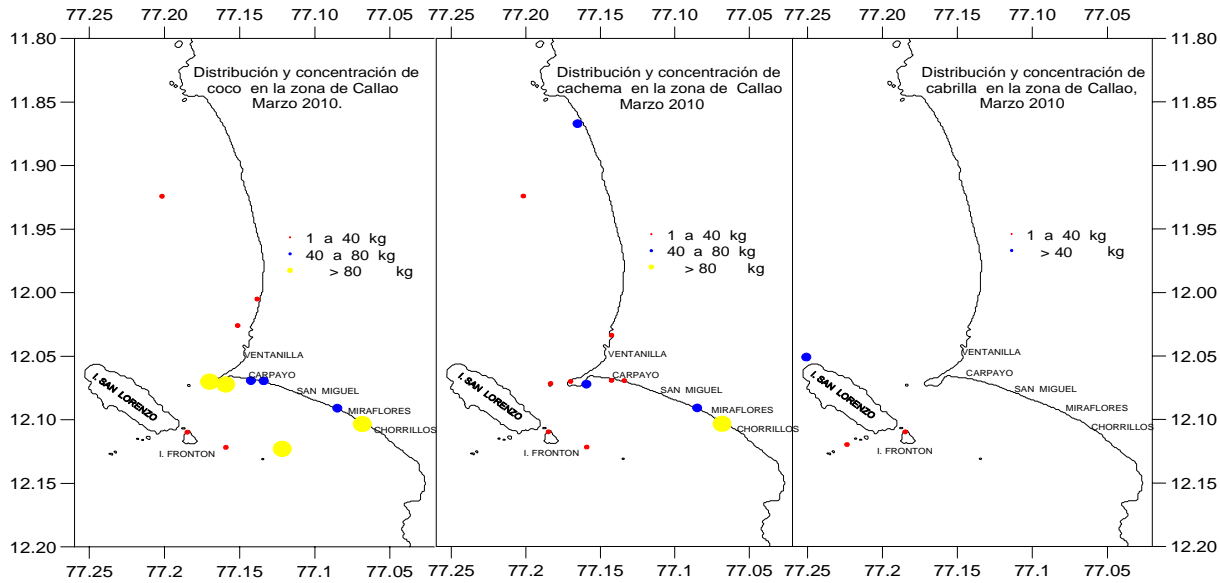 77.25 77.20 77.15 77.1 77.05 77.25 77.20 77.15 77.1 77.05 77.25 77.20 77.15 77.1 77.05
11.80 11.80
Distribución y concentración de
coco en la zona de Callao
Marzo 2010.
Distribución y concentración de
cachema en la zona de Callao
Marzo 2010
Distribución y concentración de
cabrilla en la zona de Callao,
Marzo 2010
11.85 11.85
11.90 11.90
11.95 11.95
1 a 40 kg
40 a 80 kg
> 80 kg
1 a 40 kg
40 a 80 kg
> 80 kg
1 a 40 kg
> 40 kg
12.00 12.00
12.05 12.05
VENTANILLA
CARPAYO
SAN MIGUEL
MIRAFLORES
CHORRILLOS
I. SAN LORENZO
I. FRONTON
VENTANILLA
CARPAYO
SAN MIGUEL
MIRAFLORES
CHORRILLOS
I. SAN LORENZO
I. FRONTON
VENTANILLA
CARPAYO
SAN MIGUEL
MIRAFLORES
CHORRILLOS
I. SAN LORENZO
I. FRONTON
12.10 12.10
12.15 12.15
12.20 12.20
77.25 77.20 77.15 77.1 77.05 77.25 77.20 77.15 77.1 77.05 77.25 77.20 77.15 77.1 77.05